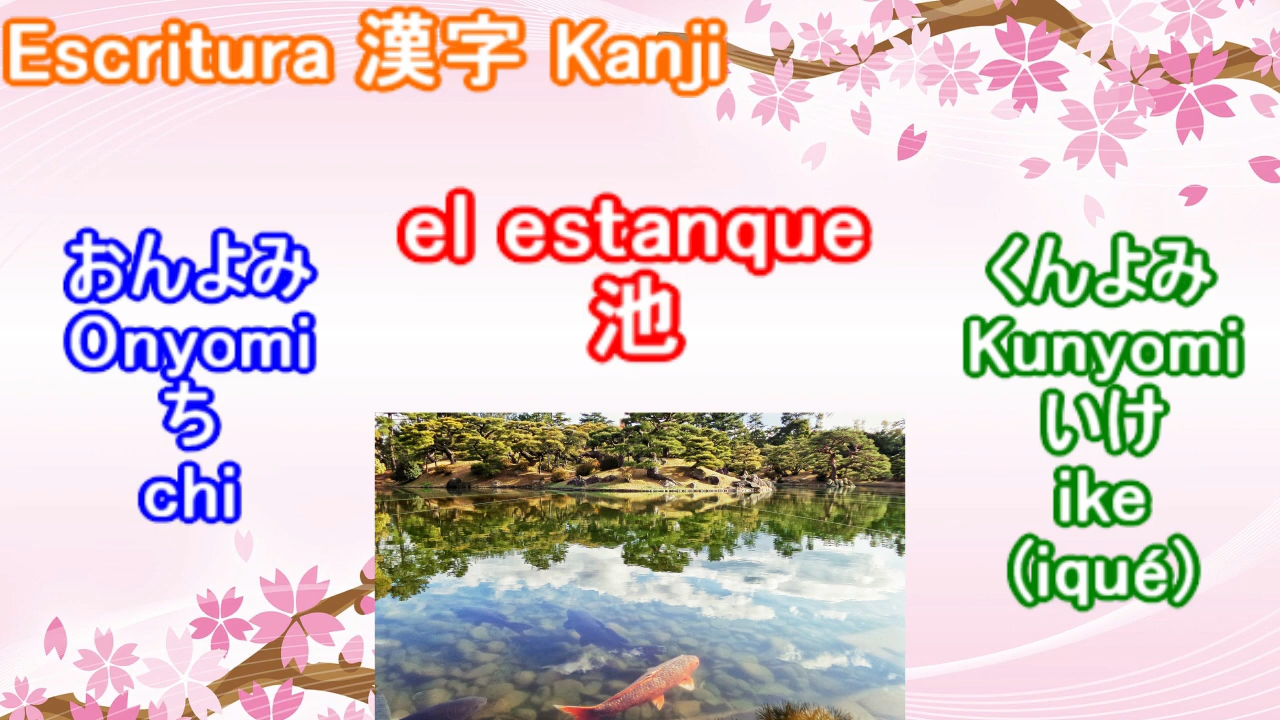 Escritura 漢字 Kanji
el estanque
池
おんよみ
Onyomi
ち
chi
くんよみ
Kunyomi
いけ
ike
(iqué)